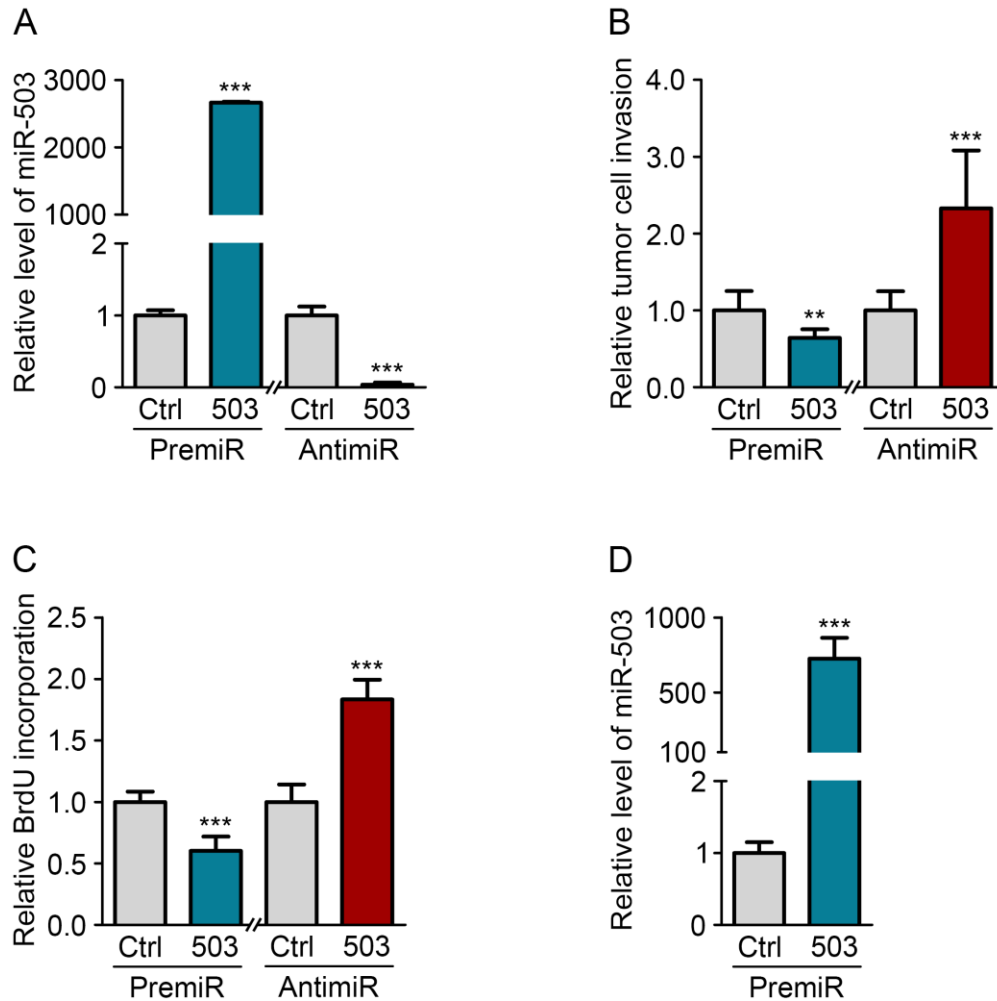 A
Relative level of miR-503
3000
2000
1000
2
1
0
***
***
Ctrl 503 Ctrl 503
PremiR AntimiR
B
Relative tumor cell invasion
4.0
3.0
2.0
1.0
0.0
**
***
Ctrl 503 Ctrl 503
PremiR AntimiR
C
Relative BrdU incorporation
2.5
2.0
1.5
1.0
0.5
0.0
***
***
Ctrl 503 Ctrl 503
PremiR AntimiR
D
Relative level of miR-503
1000
500
100
2
1
0
***
Ctrl 503
PremiR